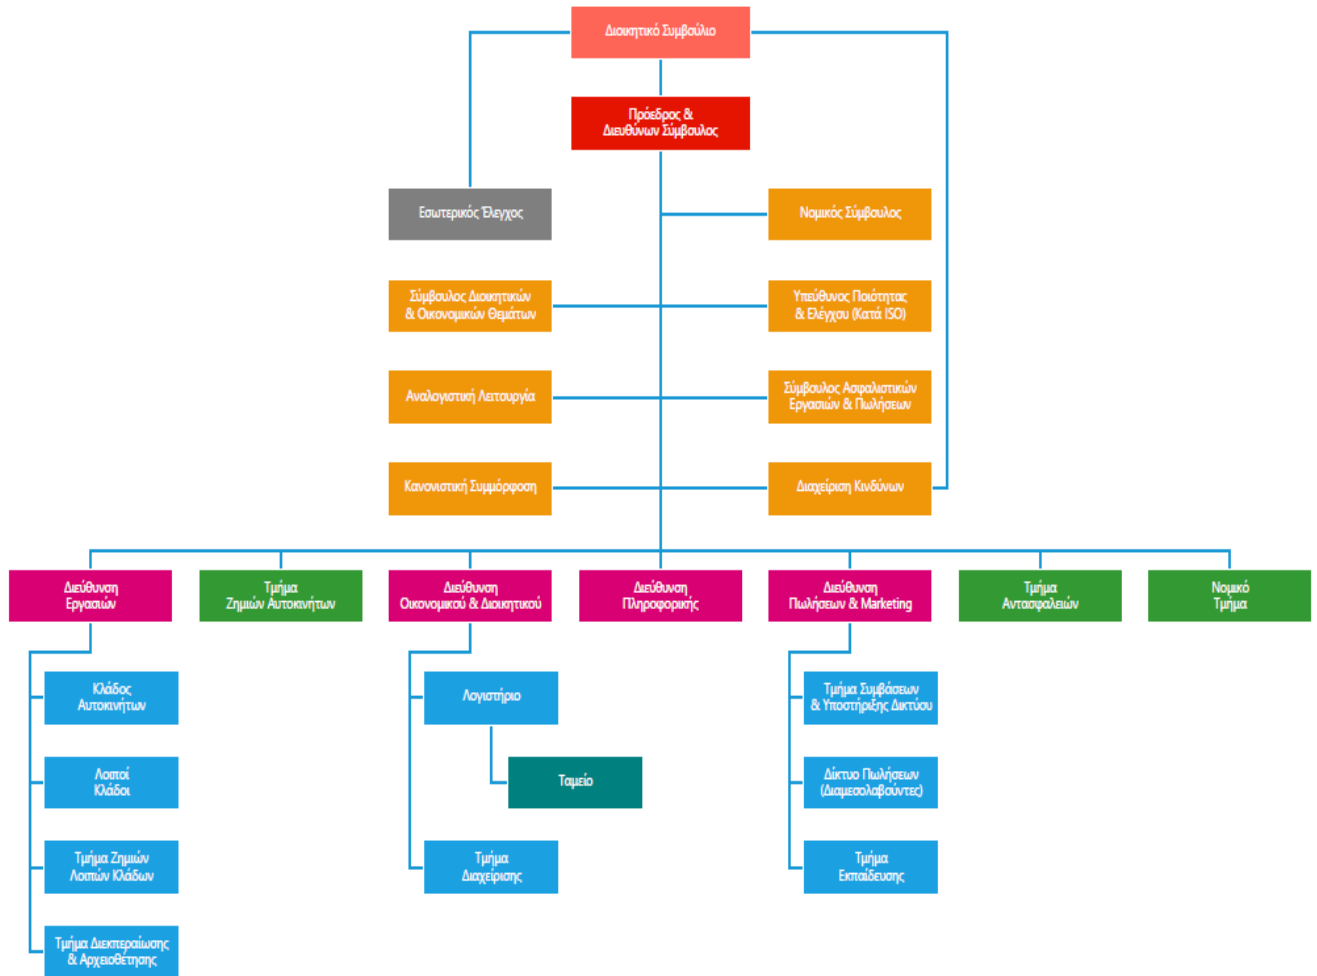 Διοικητικό Συμβούλιο
Πρόεδρος &
Διευθύνων Σύμβουλος
Εσωτερικός Έλεγχος
Νομικός Σύμβουλος
Σύμβουλος Διοικητικών
& Οικονομικών Θεμάτων
Υπεύθυνος Ποιότητας
& Ελέγχου (Κατά ISO)
Αναλογιστική Λειτουργία
Σύμβουλος Ασφαλιστικών
Εργασιών & Πωλήσεων
Κανονιστική Συμμόρφωση
Διαχείριση Κινδύνων
Διεύθυνση
Εργασιών
Τμήμα
Ζημιών Αυτοκινήτων
Διεύθυνση
Οικονομικού & Διοικητικού
Διεύθυνση
Πληροφορικής
Διεύθυνση
Πωλήσεων & Marketing
Τμήμα
Αντασφαλειών
Νομικό
Τμήμα
Κλάδος
Αυτοκινήτων
Λογιστήριο
Τμήμα Συμβάσεων
& Υποστήριξης Δικτύου
Λοιποί
Κλάδοι
Ταμείο
Δίκτυο Πωλήσεων
(Διαμεσολαβούντες)
Τμήμα Ζημιών
Λοιπών Κλάδων
Τμήμα
Διαχείρισης
Τμήμα
Εκπαίδευσης
Τμήμα Διεκπεραίωσης
& Αρχειοθέτησης